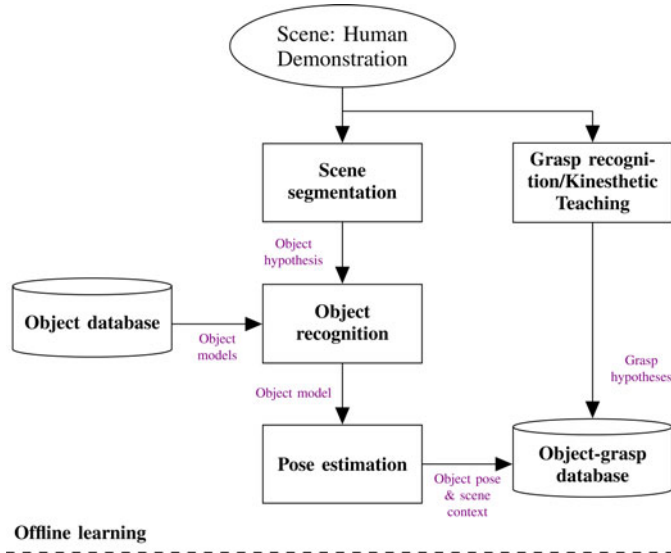 Scene: Human
Demonstration
Scene
segmentation
Grasp recogni-
tion/Kinesthetic
Teaching
Object
hypothesis
Object database
Object
models
Object
recognition
Object model
Grasp
hypotheses
Pose estimation
Object pose
& scene
context
Object-grasp
database
Offline learning